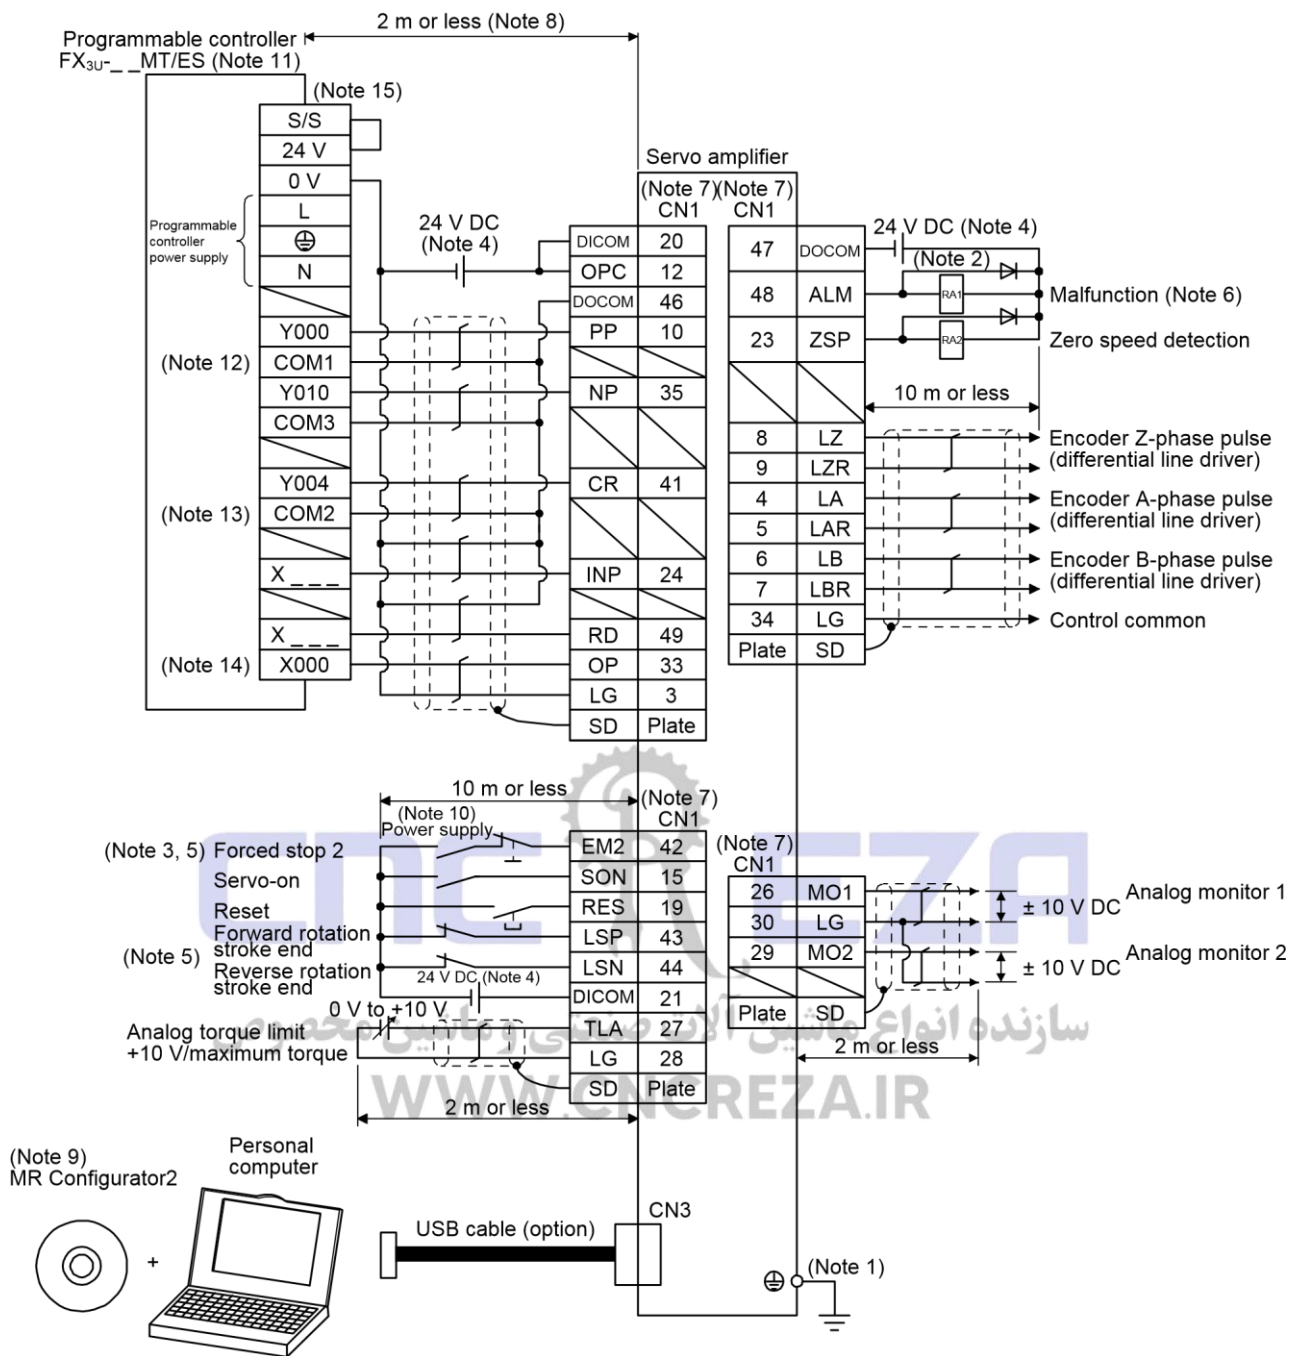 2 m or less (Note 8)
Programmable controller
FX3U-_ _MT/ES (Note 11)
(Note 15)
S/S
24 V
0 V
L
N
Programmable
controller
power supply
Y000
(Note 12)
COM1
Y010
COM3
Y004
(Note 13)
COM2
X _ _ _
X _ _ _
(Note 14)
X000
24 V DC
(Note 4)
Servo amplifier
(Note 7)
CN1
DICOM 20
OPC 12
DOCOM 46
PP 10
NP 35
CR 41
INP 24
RD 49
OP 33
LG 3
SD Plate
(Note 7)
CN1
47 DOCOM
48 ALM
23 ZSP
8 LZ
9 LZR
4 LA
5 LAR
6 LB
7 LBR
34 LG
Plate SD
24 V DC (Note 4)
(Note 2)
RA1
Malfunction (Note 6)
RA2
Zero speed detection
10 m or less
Encoder Z-phase pulse
(differential line driver)
Encoder A-phase pulse
(differential line driver)
Encoder B-phase pulse
(differential line driver)
Control common
10 m or less
(Note 10)
Power supply
(Note 7)
CN1
(Note 3, 5) Forced stop 2
Servo-on
Reset
Forward rotation
stroke end
(Note 5)
Reverse rotation
stroke end
24 V DC (Note 4)
EM2 42
SON 15
RES 19
LSP 43
LSN 44
DICOM 21
TLA 27
LG 28
SD Plate
0 V to +10 V
Analog torque limit
+10 V/maximum torque
2 m or less
(Note 7)
CN1
26 MO1
30 LG
29 MO2
Plate SD
± 10 V DC
Analog monitor 1
± 10 V DC
Analog monitor 2
2 m or less
CNC REZA
سازنده انواع ماشین آلات صنعتی و ماشین مخصوص
WWW.CNCREZA.IR
(Note 9)
MR Configurator2
+
Personal
computer
USB cable (option)
CN3
(Note 1)